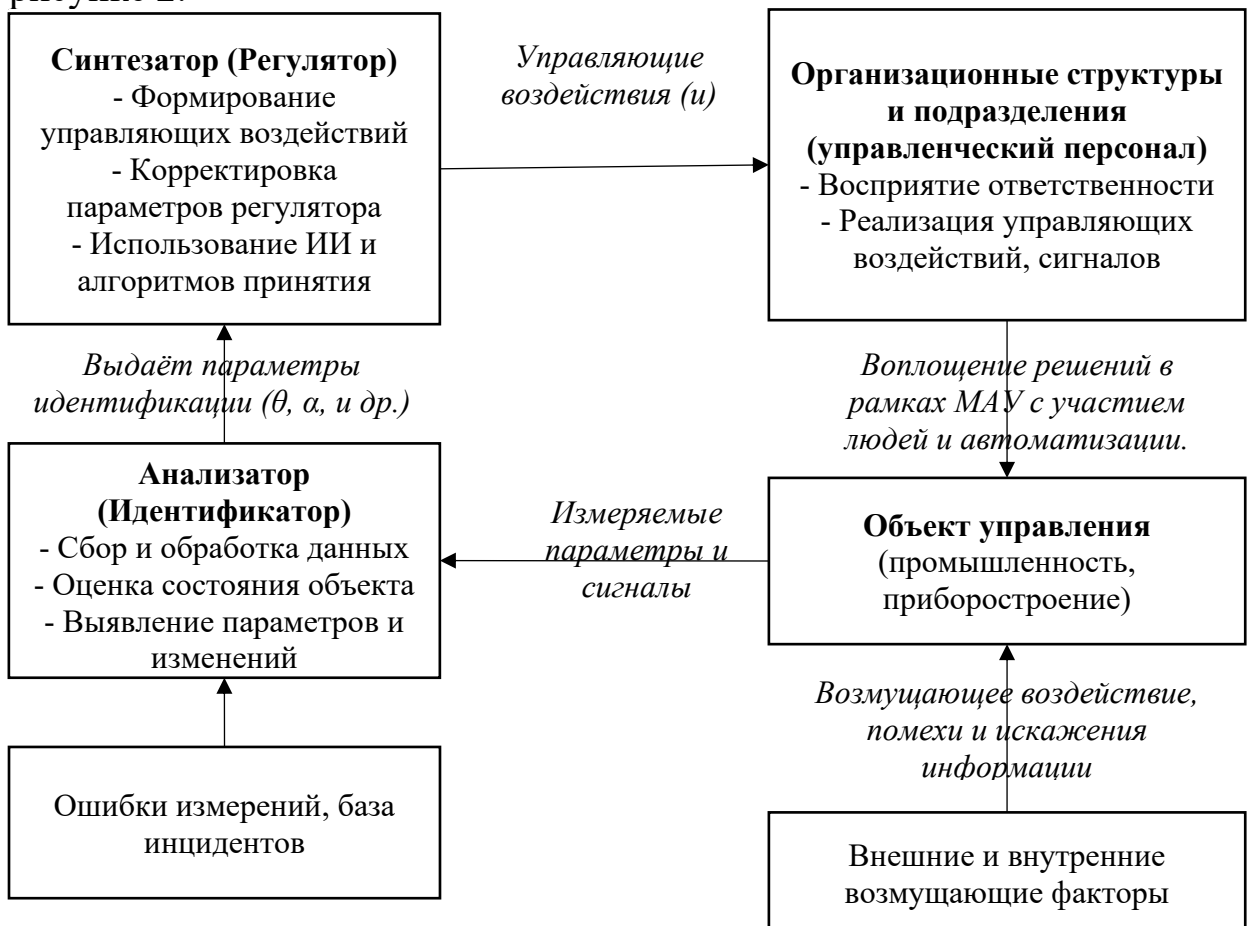 рисунке 2.
Синтезатор (Регулятор)
- Формирование
управляющих воздействий
- Корректировка
параметров регулятора
- Использование ИИ и
алгоритмов принятия
Управляющие
воздействия (u)
Организационные структуры
и подразделения
(управленческий персонал)
- Восприятие ответственности
- Реализация управляющих
воздействий, сигналов
Выдаёт параметры
идентификации (θ, α, и др.)
Воплощение решений в
рамках МАУ с участием
людей и автоматизации.
Анализатор
(Идентификатор)
- Сбор и обработка данных
- Оценка состояния объекта
- Выявление параметров и
изменений
Измеряемые
параметры и
сигналы
Объект управления
(промышленность,
приборостроение)
Возмущающее воздействие,
помехи и искажения
информации
Ошибки измерений, база
инцидентов
Внешние и внутренние
возмущающие факторы